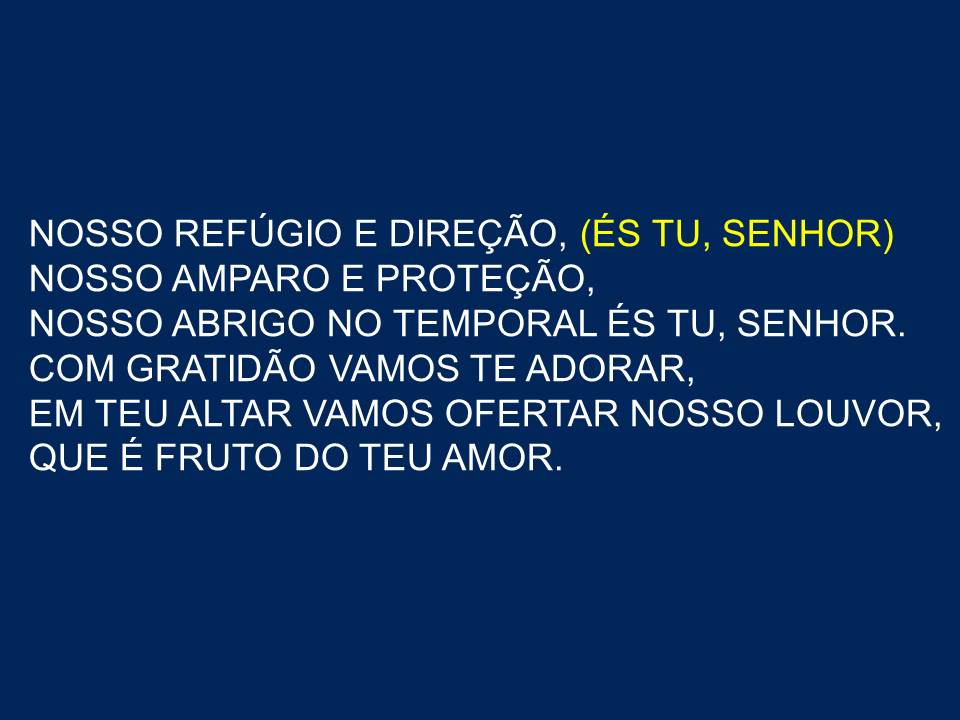 NOSSO REFÚGIO E DIREÇÃO, (ÉS TU, SENHOR)
NOSSO AMPARO E PROTEÇÃO,
NOSSO ABRIGO NO TEMPORAL ÉS TU, SENHOR.
COM GRATIDÃO VAMOS TE ADORAR,
EM TEU ALTAR VAMOS OFERTAR NOSSO LOUVOR,
QUE É FRUTO DO TEU AMOR.